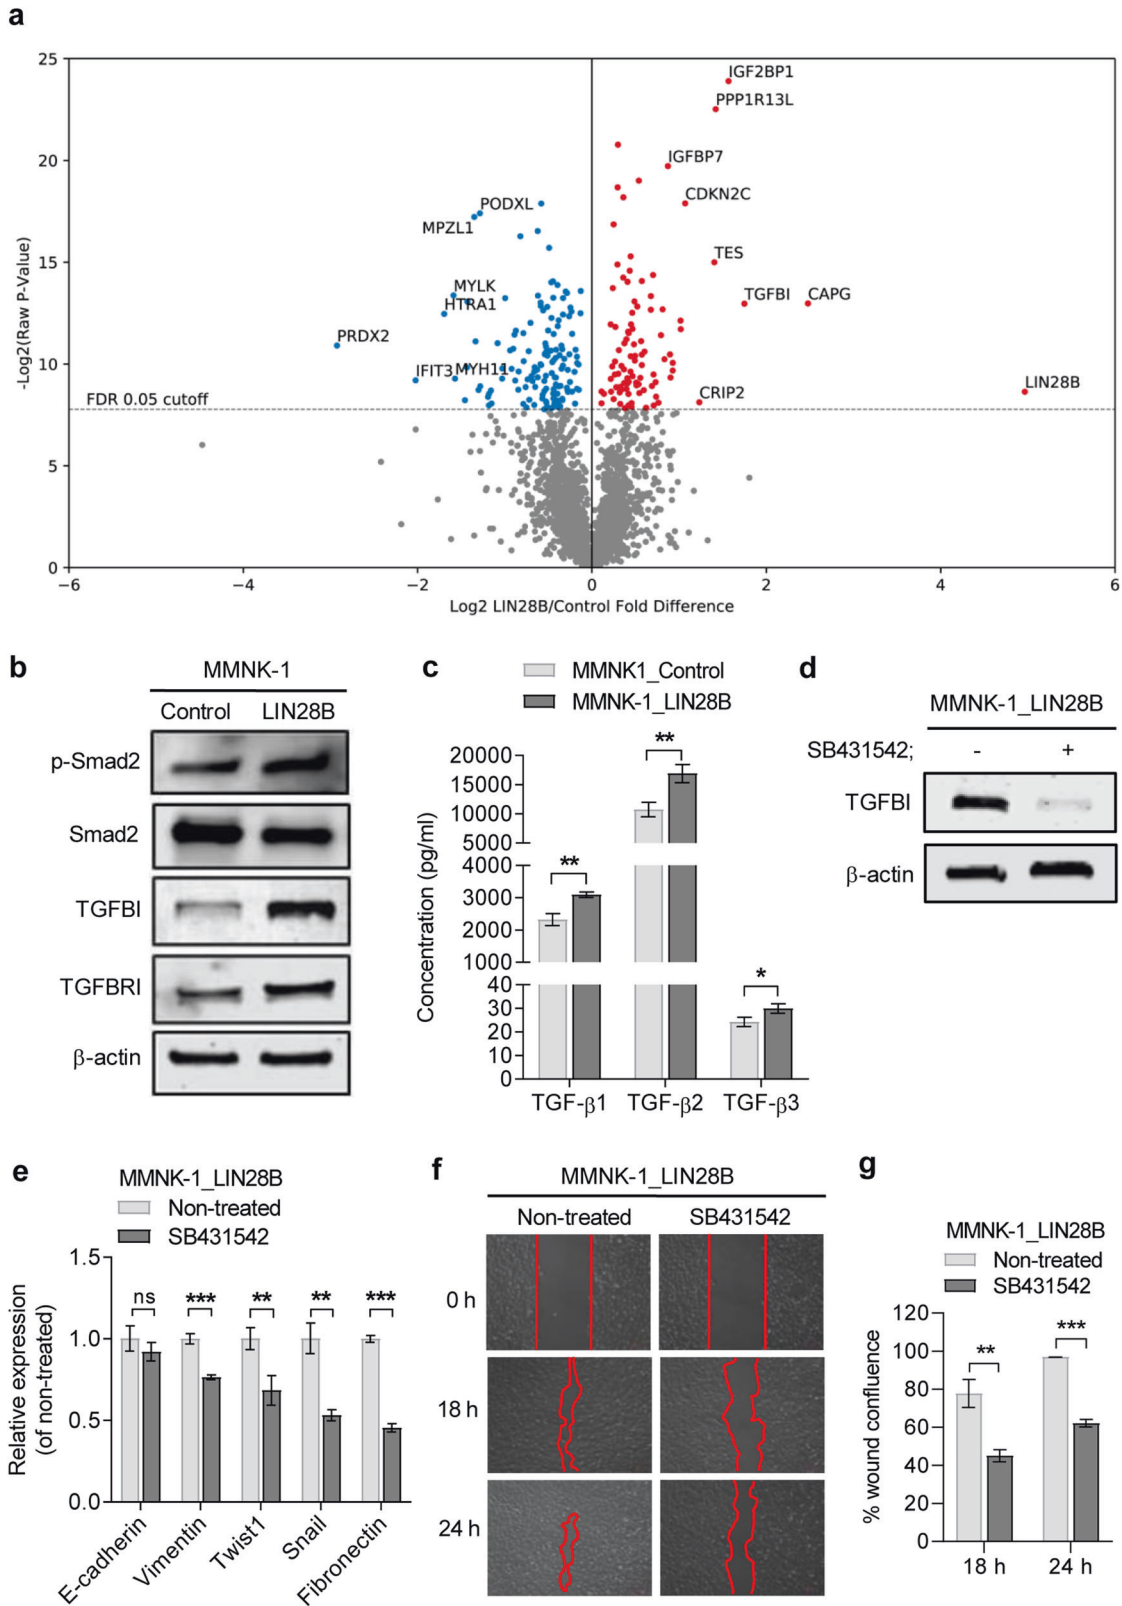 a
25
20
15
10
5
0
-Log2(Raw P-Value)
IGF2BP1
PPP1R13L
IGFBP7
CDKN2C
PODXL
MPZL1
TES
MYLK
HTRA1
TGFBI CAPG
PRDX2
IFIT3 MYH11
LIN28B
CRIP2
FDR 0.05 cutoff
−6 −4 −2 0 2 4 6
Log2 LIN28B/Control Fold Difference
b
MMNK-1
Control LIN28B
p-Smad2
Smad2
TGFBI
TGFBRI
β-actin
c
MMNK1_Control
MMNK-1_LIN28B
Concentration (pg/ml)
20000
15000
10000
5000
4000
3000
2000
1000
40
30
20
10
0
**
**
*
TGF-β1 TGF-β2 TGF-β3
d
MMNK-1_LIN28B
SB431542; - +
TGFBI
β-actin
e
MMNK-1_LIN28B
Non-treated
SB431542
Relative expression
(of non-treated)
1.5
1.0
0.5
0.0
ns *** ** ** ***
E-cadherin
Vimentin
Twist1
Snail
Fibronectin
f
MMNK-1_LIN28B
Non-treated SB431542
0 h
18 h
24 h
g
MMNK-1_LIN28B
Non-treated
SB431542
% wound confluence
120
100
80
60
40
20
0
** ***
18 h 24 h